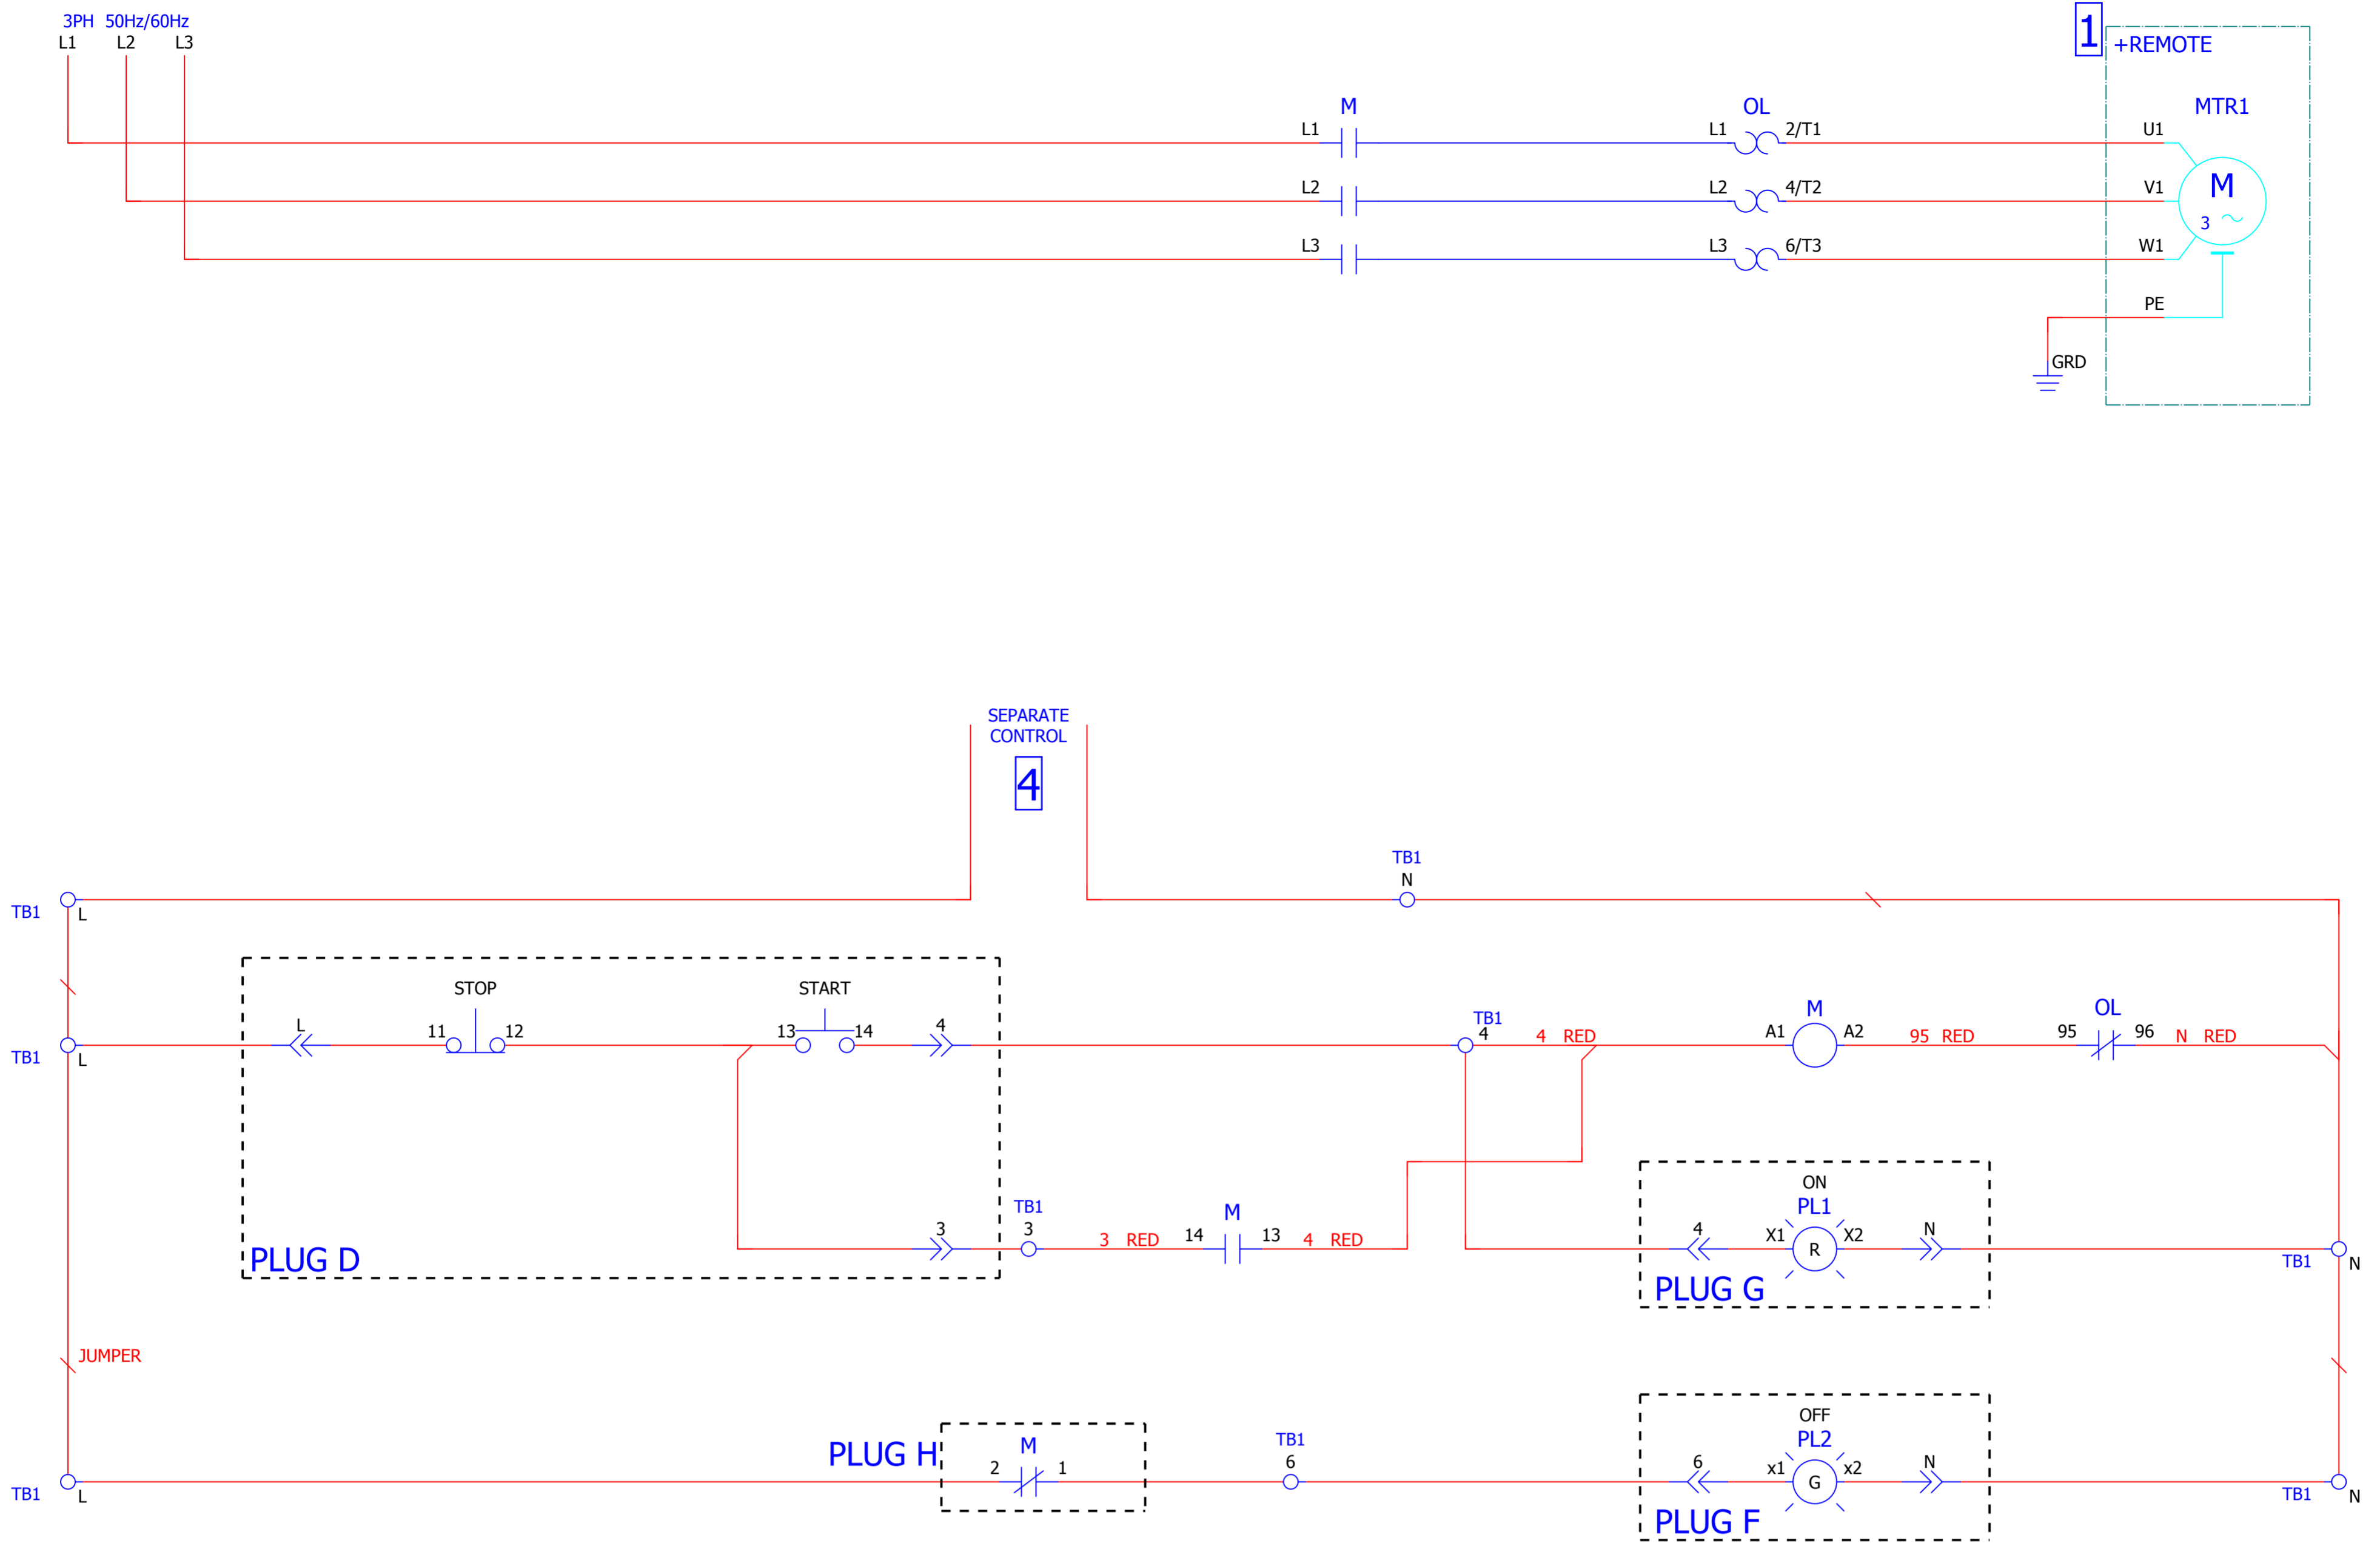 3PH 50Hz/60Hz
L1 L2 L3
1
+REMOTE
M OL MTR1
L1 L1 2/T1 U1
L2 L2 4/T2 V1
M
3
L3 L3 6/T3 W1
PE
GRD
SEPARATE
CONTROL
4
TB1
N
TB1 L
STOP START
TB1 L
L 11 12 13 14 4
TB1
4
4 RED
M
A1 A2
95 RED
OL
95 96
N RED
PLUG D
3
TB1
3
3 RED
M
14 13
4 RED
ON
PL1
4 X1 R X2 N
PLUG G
TB1 N
JUMPER
PLUG H
M
2 1
TB1
6
OFF
PL2
6 x1 G x2 N
PLUG F
TB1 L
TB1 N